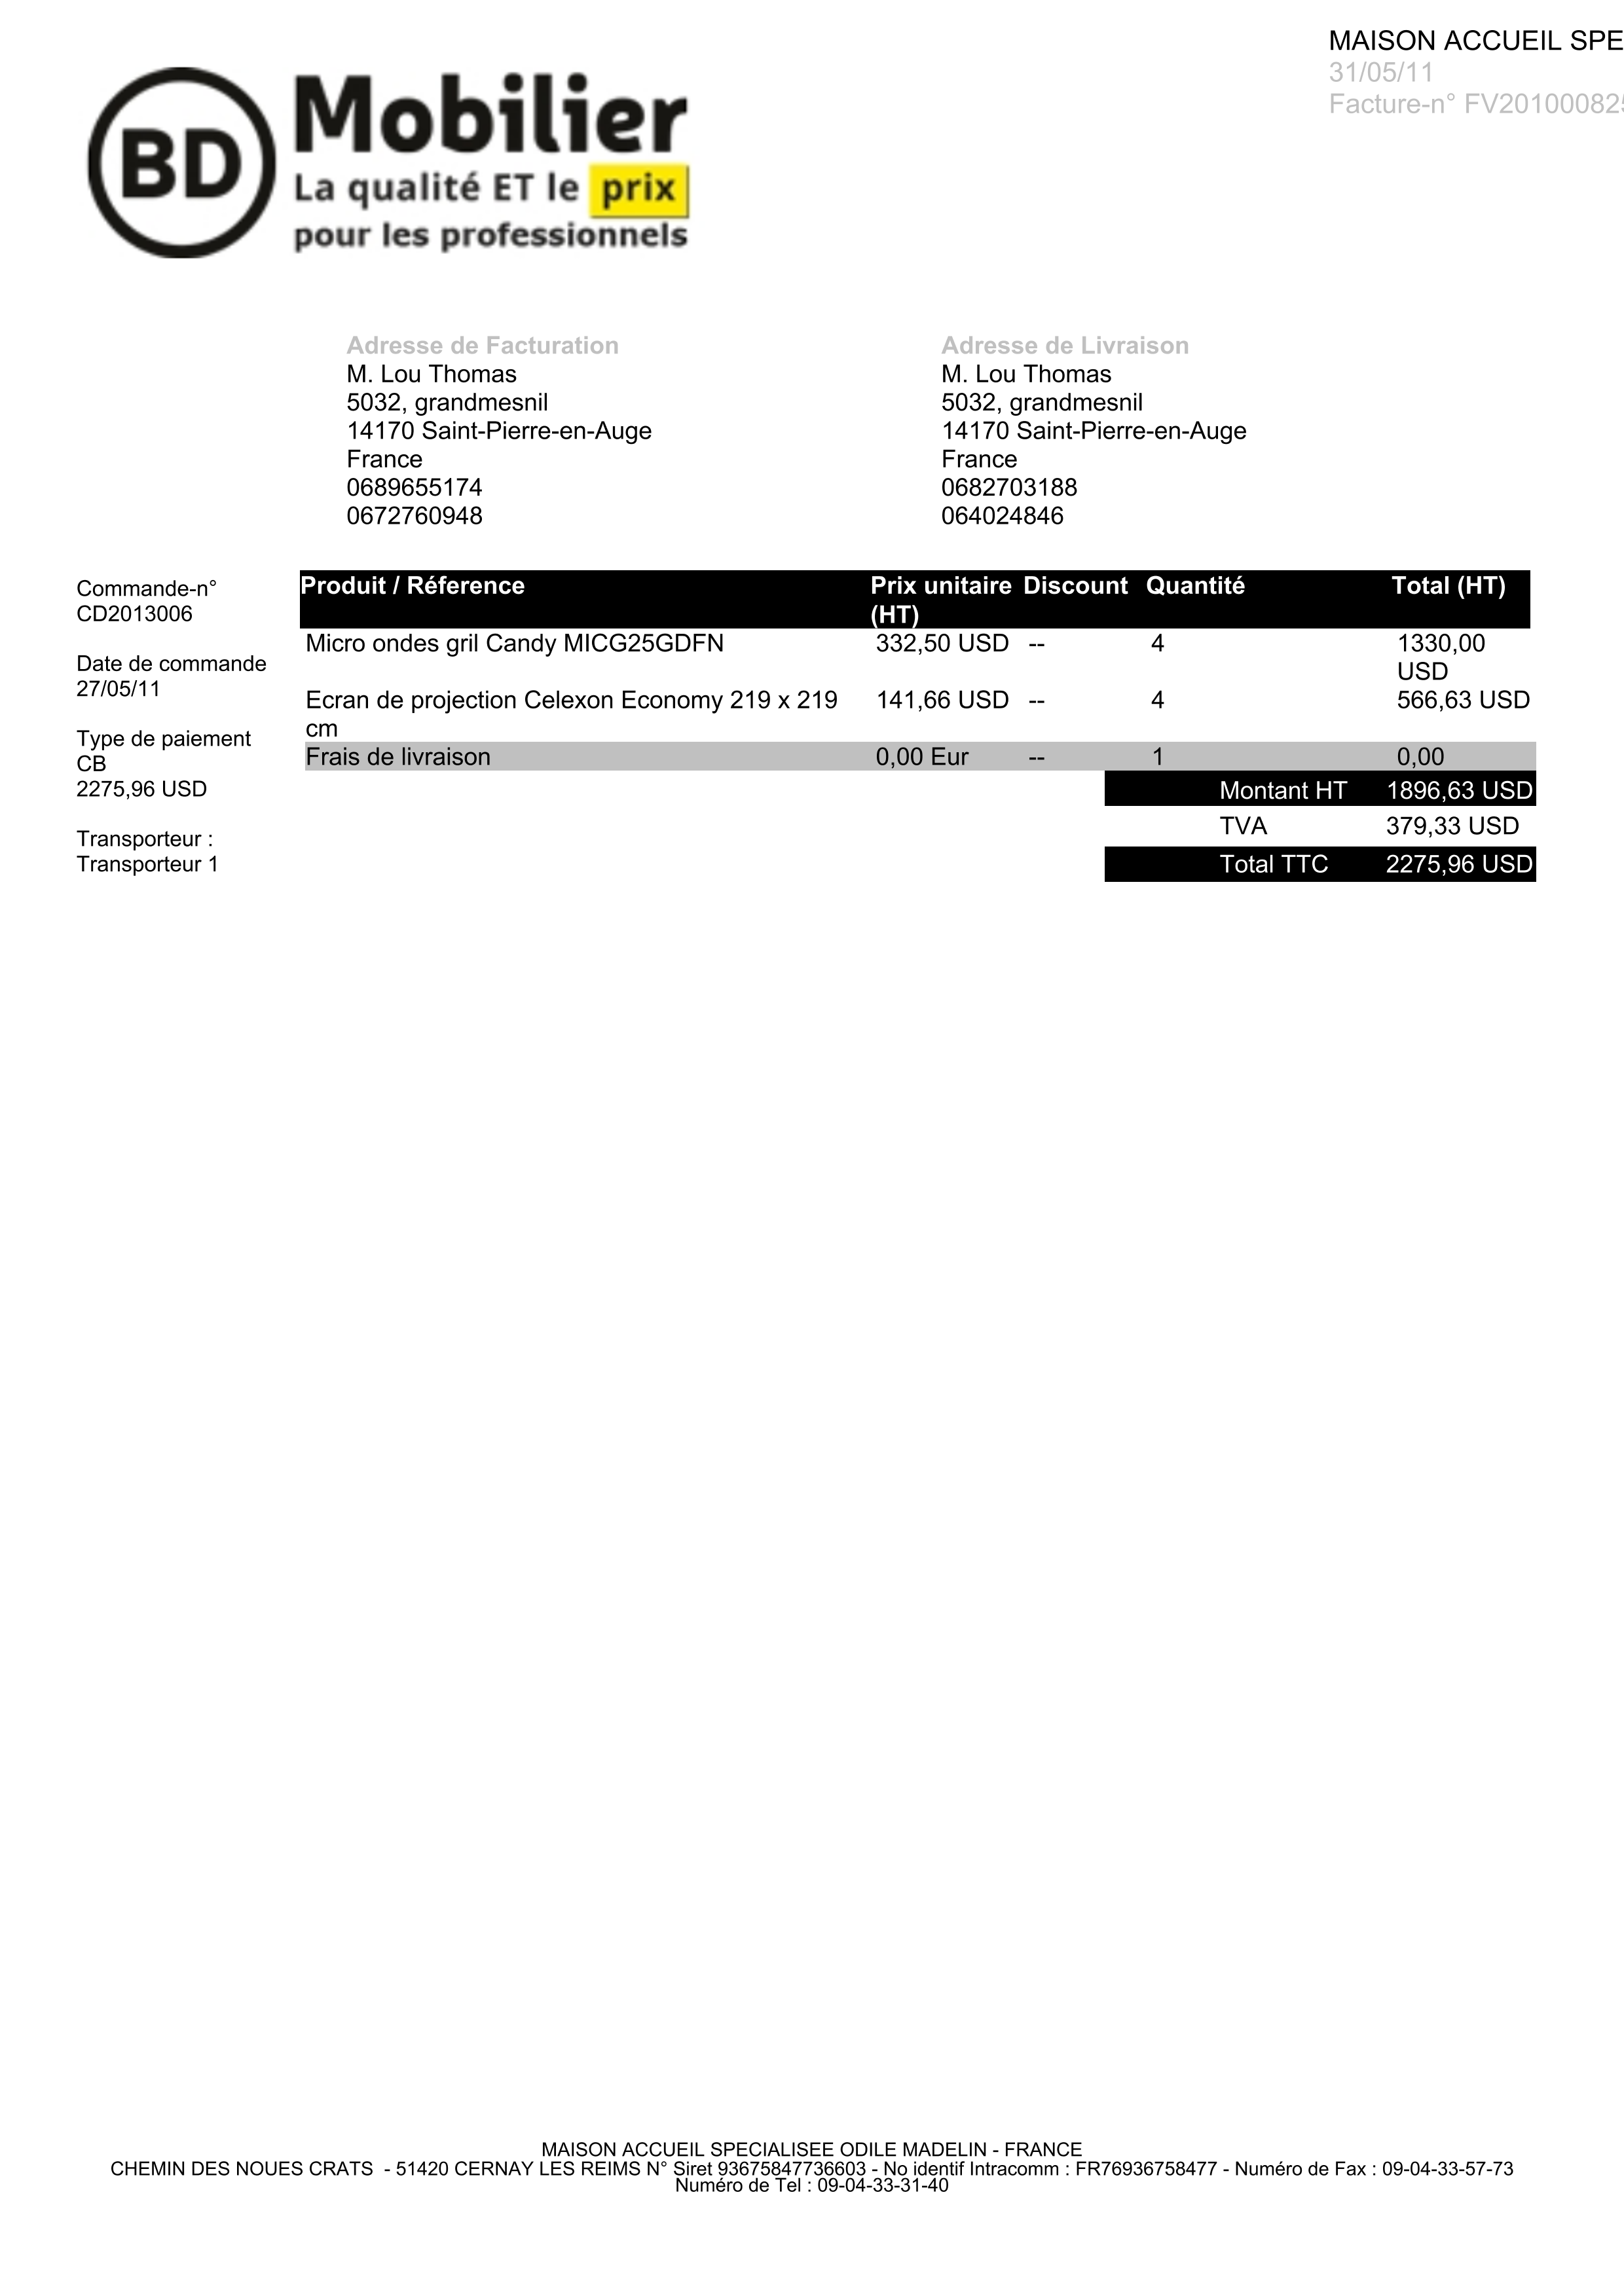 MAISON ACCUEIL SPE
31/05/11
Facture-n° FV20100082
BD
Mobilier
La qualité ET le prix
pour les professionnels
Adresse de Facturation
M. Lou Thomas
5032, grandmesnil
14170 Saint-Pierre-en-Auge
France
0689655174
0672760948
Adresse de Livraison
M. Lou Thomas
5032, grandmesnil
14170 Saint-Pierre-en-Auge
France
0682703188
064024846
Commande-n°
CD2013006
Date de commande
27/05/11
Type de paiement
CB
2275,96 USD
Transporteur :
Transporteur 1
Produit / Réference Prix unitaire Discount Quantité Total (HT)
(HT)
Micro ondes gril Candy MICG25GDFN 332,50 USD -- 4 1330,00
USD
Ecran de projection Celexon Economy 219 x 219 141,66 USD -- 4 566,63 USD
cm
Frais de livraison 0,00 Eur -- 1 0,00
Montant HT 1896,63 USD
TVA 379,33 USD
Total TTC 2275,96 USD
MAISON ACCUEIL SPECIALISEE ODILE MADELIN - FRANCE
CHEMIN DES NOUES CRATS - 51420 CERNAY LES REIMS N° Siret 93675847736603 - No identif Intracomm : FR76936758477 - Numéro de Fax : 09-04-33-57-73
Numéro de Tel : 09-04-33-31-40